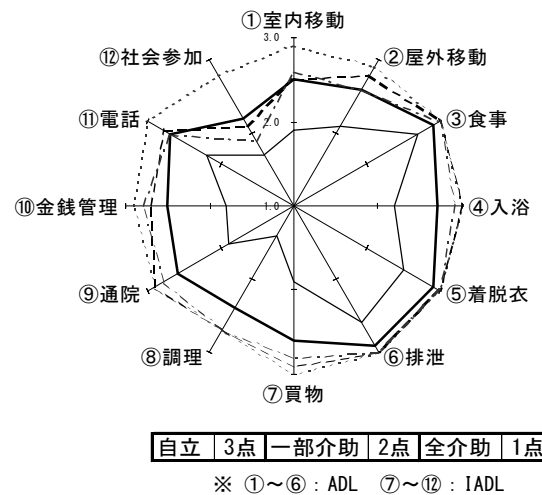 ①室内移動
3.0
⑫社会参加
②屋外移動
⑪電話
2.0
③食事
⑩金銭管理
1.0
④入浴
⑨通院
⑤着脱衣
⑧調理
⑥排泄
⑦買物
自立 3点 一部介助 2点 全介助 1点
※ ①～⑥：ADL ⑦～⑫：IADL